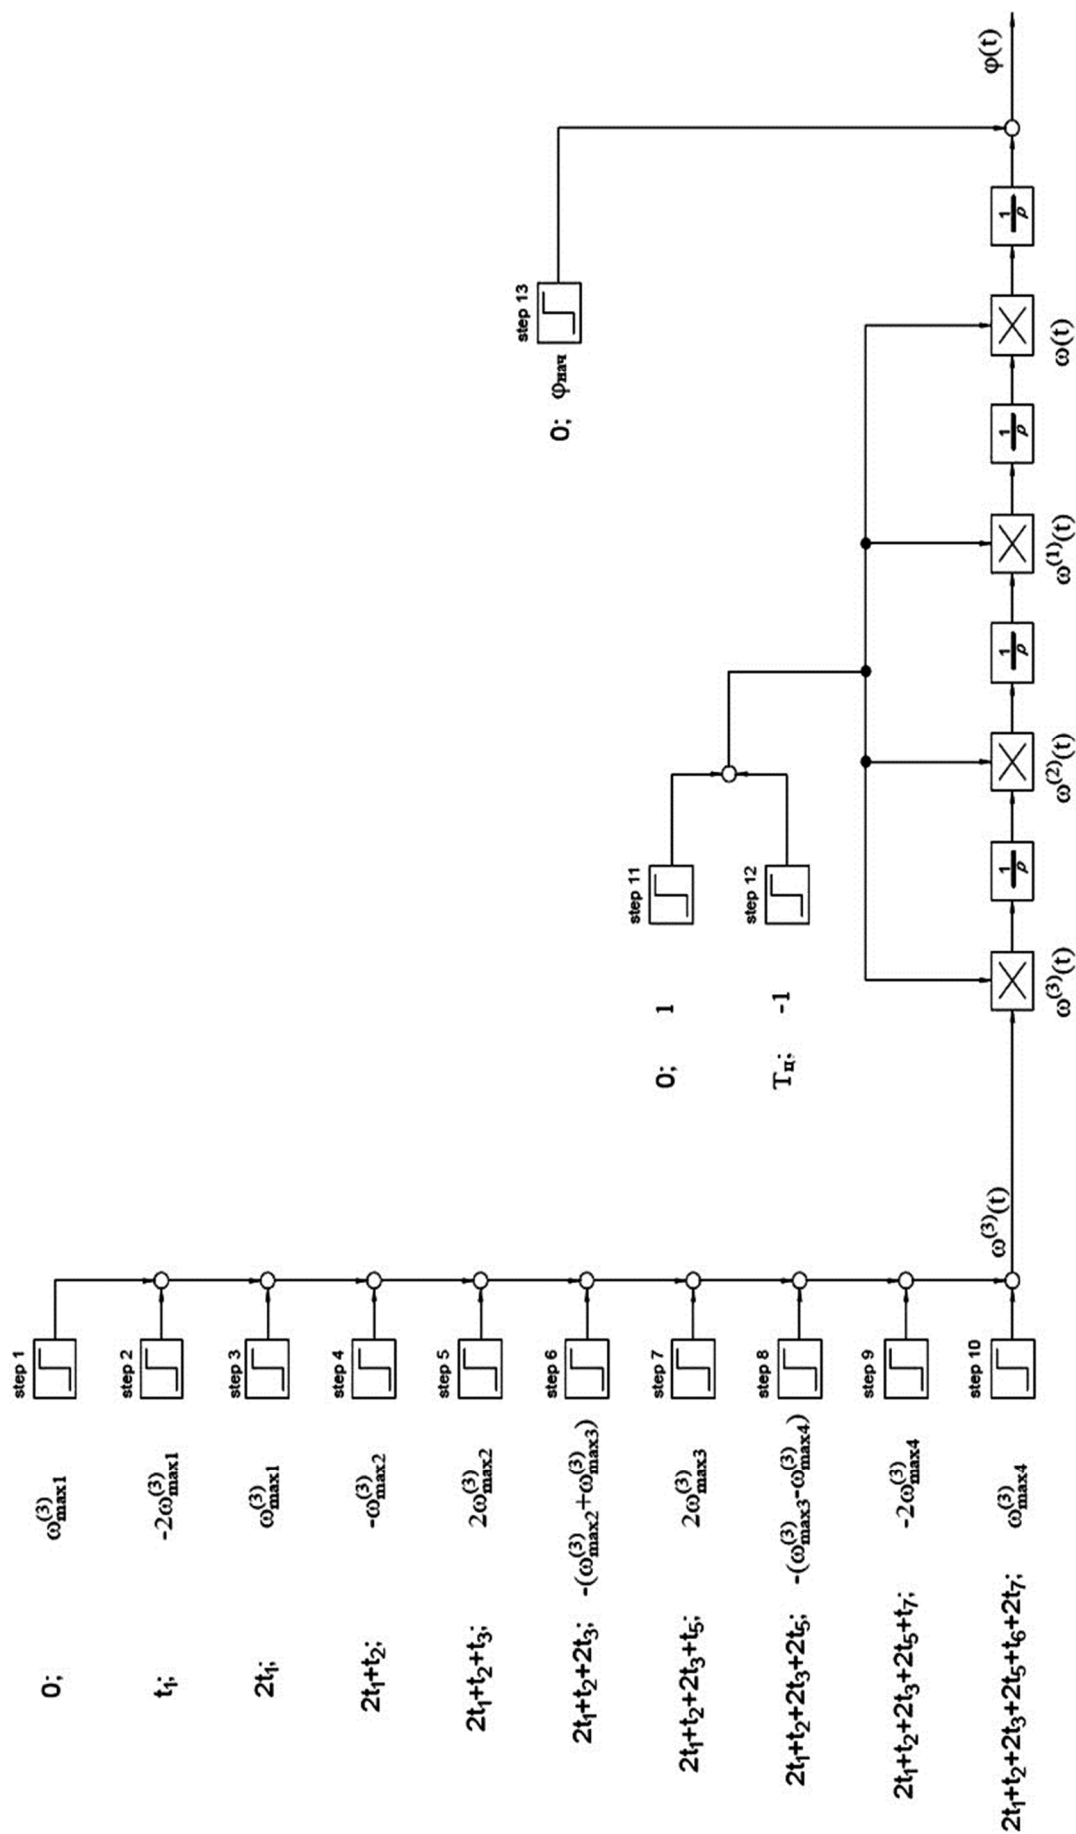 step 1
0; ω(3)max1
step 2
t1; -2ω(3)max1
step 3
2t1; ω(3)max1
step 4
2t1+t2; -ω(3)max2
step 5
2t1+t2+t3; 2ω(3)max2
step 6
2t1+t2+2t3; -(ω(3)max2+ω(3)max3)
step 7
2t1+t2+2t3+t5; 2ω(3)max3
step 8
2t1+t2+2t3+2t5; -(ω(3)max3-ω(3)max4)
step 9
2t1+t2+2t3+2t5+t7; -2ω(3)max4
step 10
2t1+t2+2t3+2t5+t6+2t7; ω(3)max4
ω(3)(t)
step 11
0; 1
step 12
Tц; -1
step 13
0; φнач
1/p
1/p
1/p
1/p
φ(t)
ω(3)(t)
ω(2)(t)
ω(1)(t)
ω(t)